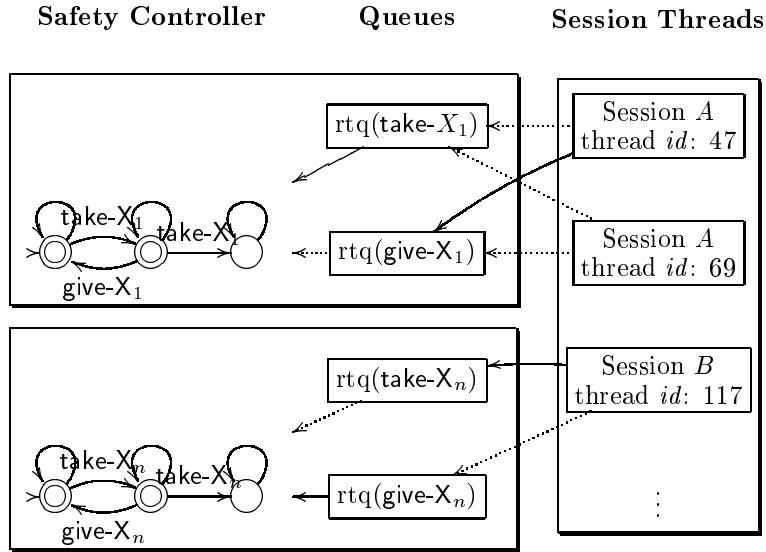 Safety Controller Queues Session Threads
rtq(take-X₁)
Session A
thread id: 47
take-X₁
take-X₁
give-X₁
rtq(give-X₁)
Session A
thread id: 69
rtq(take-Xₙ)
Session B
thread id: 117
take-Xₙ
take-Xₙ
give-Xₙ
rtq(give-Xₙ)
⋮